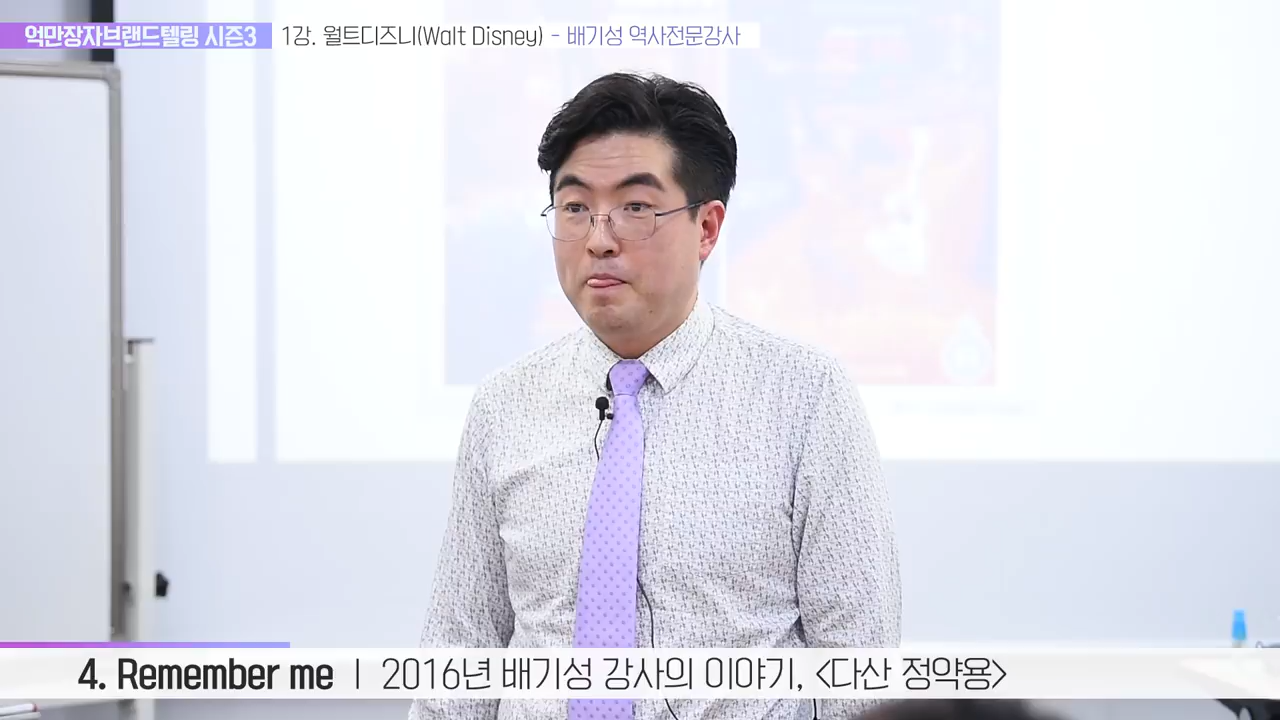 억만장자브랜드텔링 시즌3 1강. 월트디즈니(Walt Disney) - 배기성 역사전문강사
4. Remember me | 2016년 배기성 강사의 이야기, <다산 정약용>